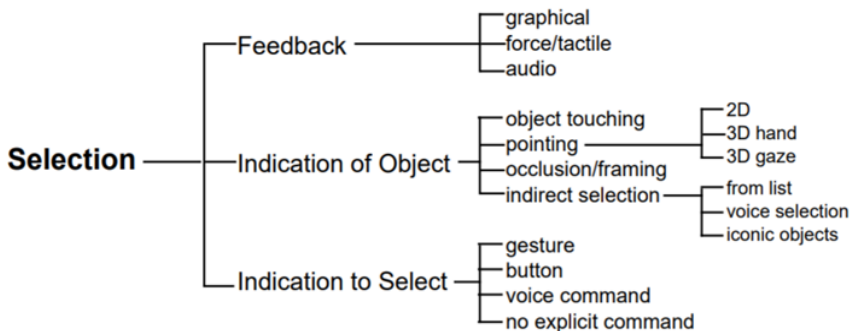 Selection
Feedback
graphical
force/tactile
audio
Indication of Object
object touching
pointing
2D
3D hand
3D gaze
occlusion/framing
indirect selection
from list
voice selection
iconic objects
Indication to Select
gesture
button
voice command
no explicit command